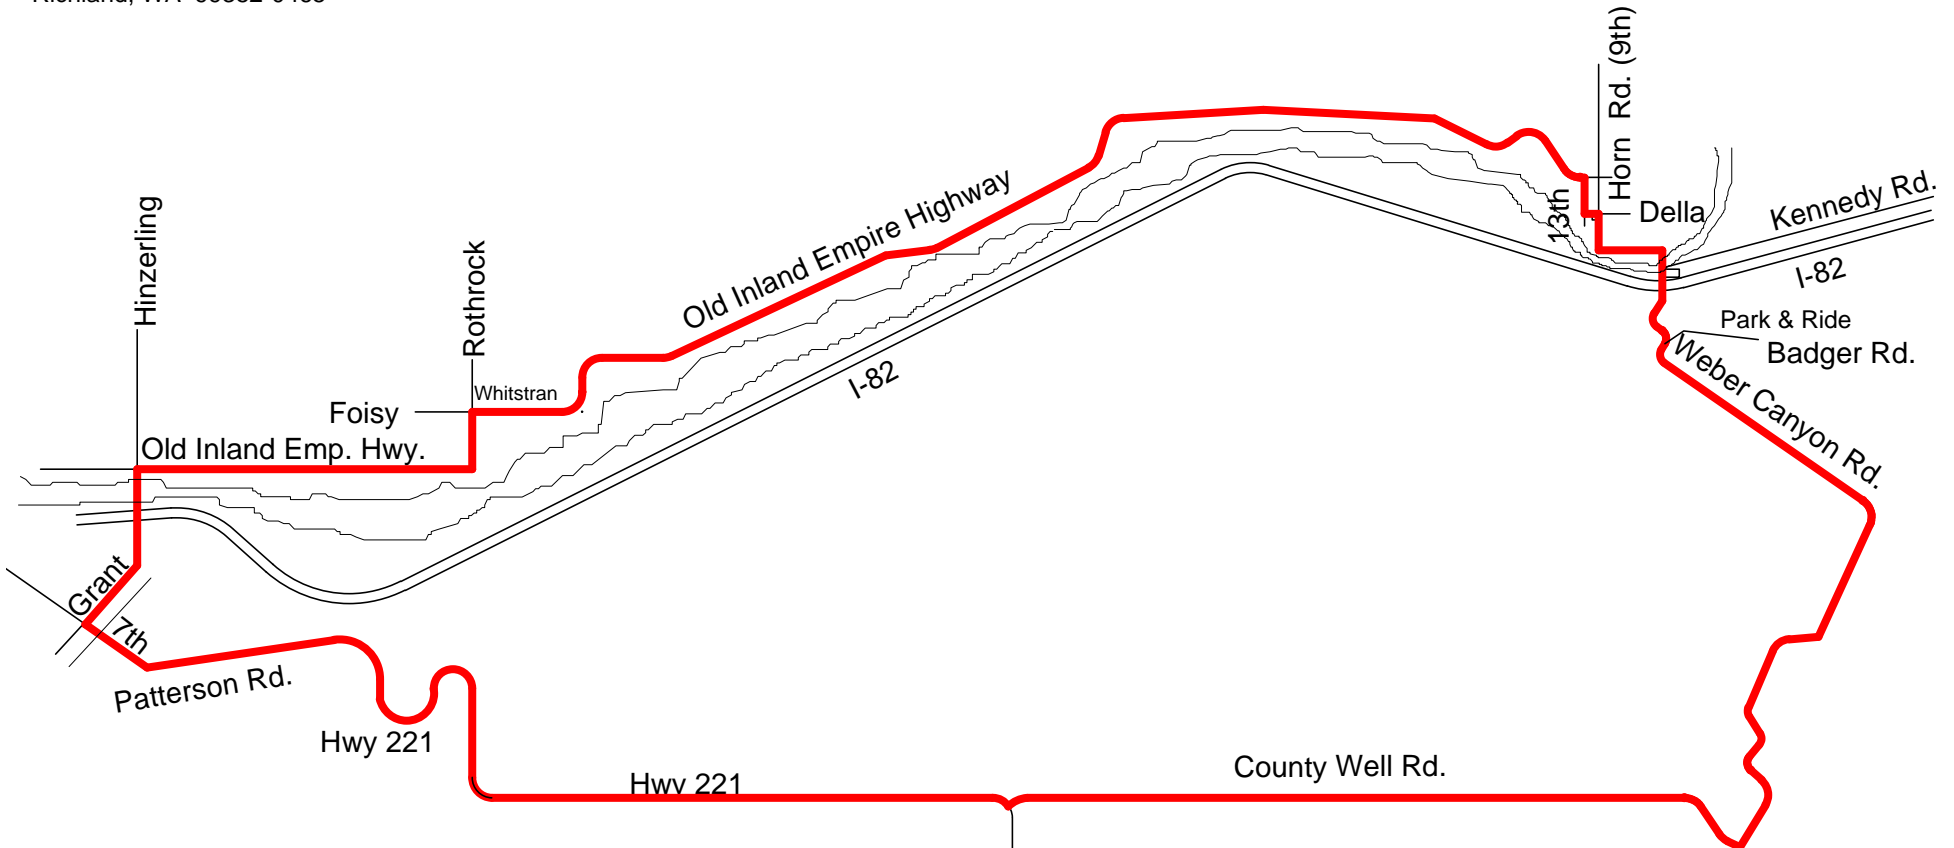 Horn Rd. (9th)
Kennedy Rd.
Hinzerling
Old Inland Empire Highway
13th
Della
I-82
Rothrock
Park & Ride
Badger Rd.
Weber Canyon Rd.
I-82
Whitstran
Foisy
Old Inland Emp. Hwy.
Grant
7th
Patterson Rd.
Hwy 221
County Well Rd.
Hwy 221